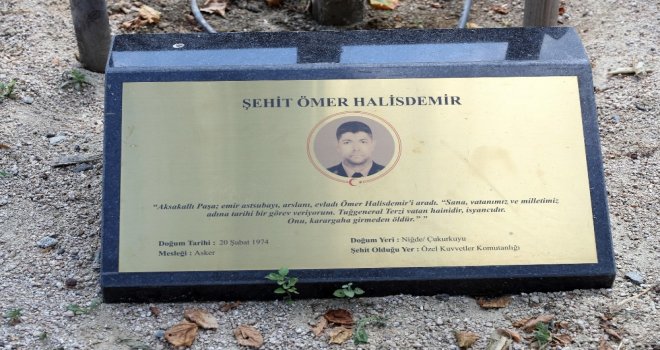 ŞEHİT ÖMER HALİSDEMİR
“Aksakallı Paşa; emir astsubayı, arslanı, evladı Ömer Halisdemir’i aradı. “Sana, vatanımız ve milletimiz
adına tarihi bir görev veriyorum. Tuğgeneral Terzi vatan hainidir, isyancıdır.
Onu, karargaha girmeden öldür.” ”
Doğum Tarihi : 20 Şubat 1974
Mesleği : Asker
Doğum Yeri : Niğde/ Çukurkuyu
Şehit Olduğu Yer : Özel Kuvvetler Komutanlığı